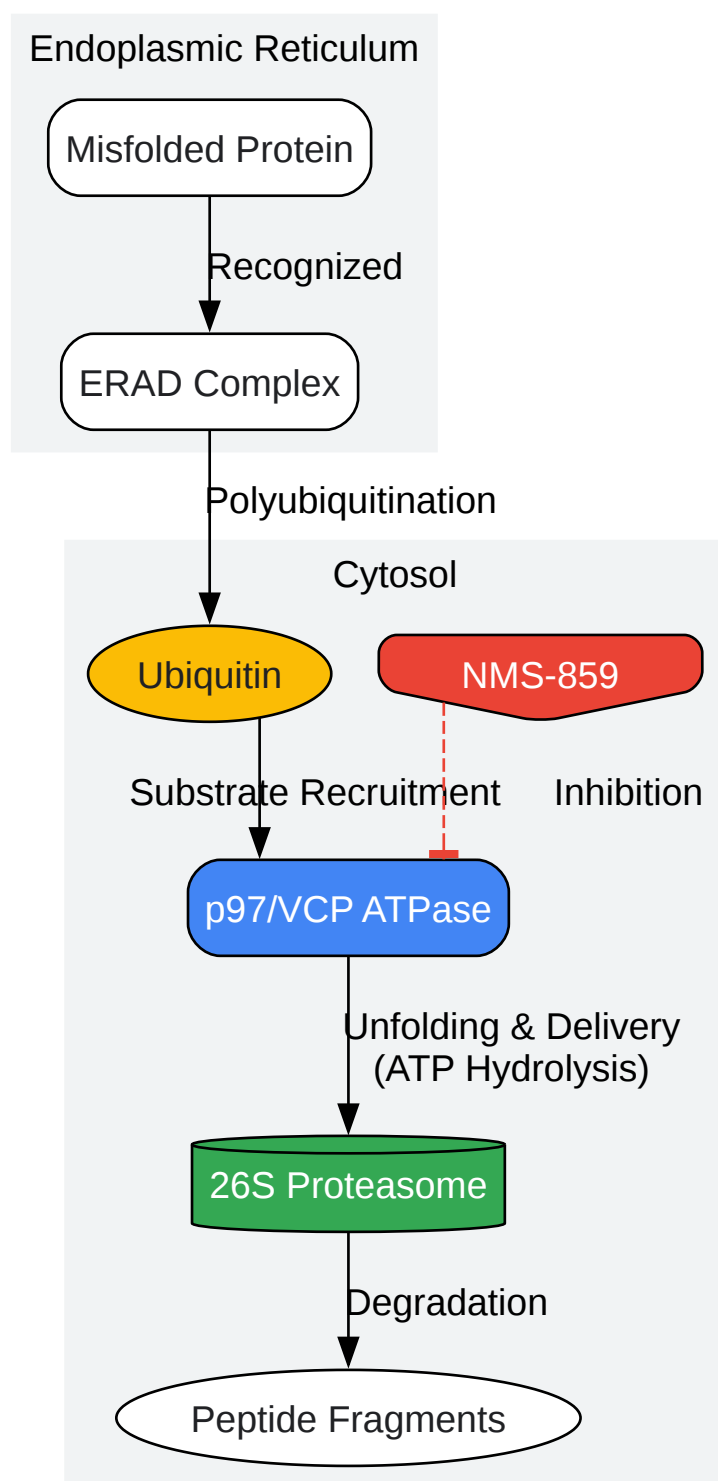 Endoplasmic Reticulum
Misfolded Protein
Recognized
ERAD Complex
Polyubiquitination
Cytosol
Ubiquitin
NMS-859
Substrate Recruitment
Inhibition
p97/VCP ATPase
Unfolding & Delivery
(ATP Hydrolysis)
26S Proteasome
Degradation
Peptide Fragments